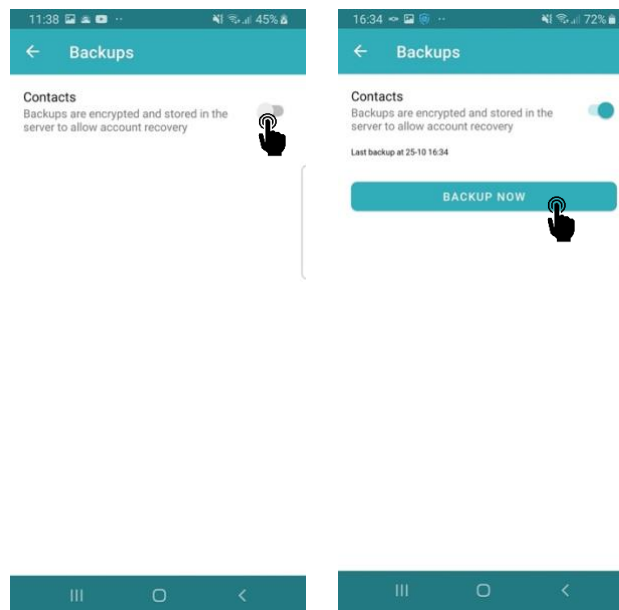 11:38
45%
Backups
Contacts
Backups are encrypted and stored in the
server to allow account recovery
16:34
72%
Backups
Contacts
Backups are encrypted and stored in the
server to allow account recovery
Last backup at 25-10 16:34
BACKUP NOW